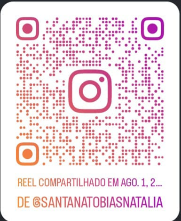 REEL COMPARTILHADO EM AGO. 1, 2...
DE @SANTANATOBIASNATALIA